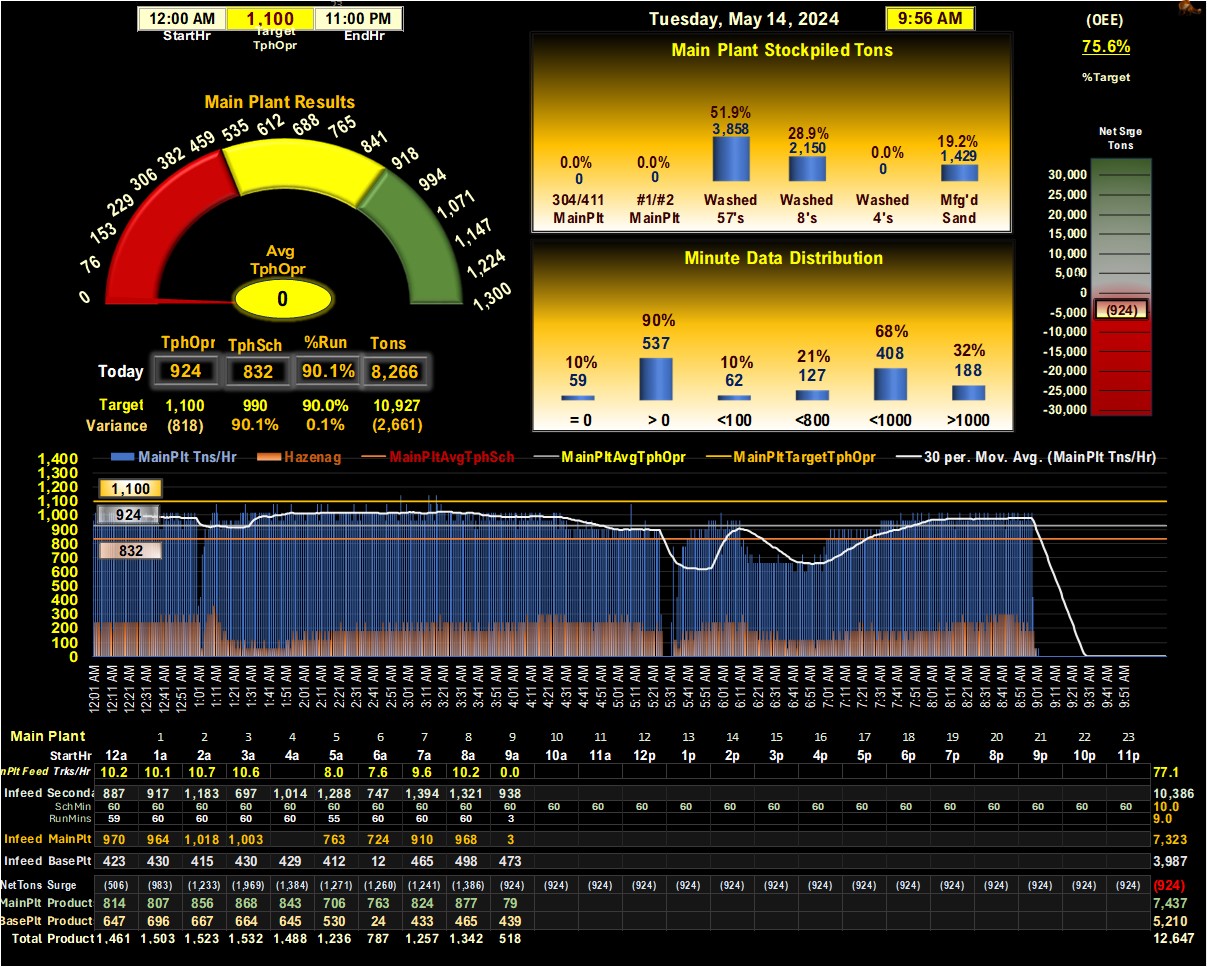 12:00 AM 1,100 11:00 PM
StartHr Target TphOpr EndHr
Tuesday, May 14, 2024 9:56 AM
(OEE)
75.6%
%Target
Main Plant Results
0 76 153 229 306 382 459 535 612 688 765 841 918 994 1,071 1,147 1,224 1,300
Avg
TphOpr
0
TphOpr TphSch %Run Tons
Today 924 832 90.1% 8,266
Target 1,100 990 90.0% 10,927
Variance (818) 90.1% 0.1% (2,661)
Main Plant Stockpiled Tons
0.0% 0.0% 51.9% 28.9% 0.0% 19.2%
0 0 3,858 2,150 0 1,429
304/411 #1/#2 Washed Washed Washed Mfg'd
MainPlt MainPlt 57's 8's 4's Sand
Minute Data Distribution
10% 90% 10% 21% 68% 32%
59 537 62 127 408 188
= 0 > 0 <100 <800 <1000 >1000
Net Srge
Tons
30,000
25,000
20,000
15,000
10,000
5,000
0
(924)
-5,000
-10,000
-15,000
-20,000
-25,000
-30,000
MainPlt Tns/Hr Hazenag MainPltAvgTphSch MainPltAvgTphOpr MainPltTargetTphOpr 30 per. Mov. Avg. (MainPlt Tns/Hr)
1,400
1,300
1,200
1,100
1,000
900
800
700
600
500
400
300
200
100
0
1,100
924
832
12:01 AM 12:11 AM 12:21 AM 12:31 AM 12:41 AM 12:51 AM 1:01 AM 1:11 AM 1:21 AM 1:31 AM 1:41 AM 1:51 AM 2:01 AM 2:11 AM 2:21 AM 2:31 AM 2:41 AM 2:51 AM 3:01 AM 3:11 AM 3:21 AM 3:31 AM 3:41 AM 3:51 AM 4:01 AM 4:11 AM 4:21 AM 4:31 AM 4:41 AM 4:51 AM 5:01 AM 5:11 AM 5:21 AM 5:31 AM 5:41 AM 5:51 AM 6:01 AM 6:11 AM 6:21 AM 6:31 AM 6:41 AM 6:51 AM 7:01 AM 7:11 AM 7:21 AM 7:31 AM 7:41 AM 7:51 AM 8:01 AM 8:11 AM 8:21 AM 8:31 AM 8:41 AM 8:51 AM 9:01 AM 9:11 AM 9:21 AM 9:31 AM 9:41 AM 9:51 AM
Main Plant 1 2 3 4 5 6 7 8 9 10 11 12 13 14 15 16 17 18 19 20 21 22 23
StartHr 12a 1a 2a 3a 4a 5a 6a 7a 8a 9a 10a 11a 12p 1p 2p 3p 4p 5p 6p 7p 8p 9p 10p 11p
nPlt Feed Trks/Hr 10.2 10.1 10.7 10.6 8.0 7.6 9.6 10.2 0.0 77.1
Infeed Seconda 887 917 1,183 697 1,014 1,288 747 1,394 1,321 938 10,386
SchMin 60 60 60 60 60 60 60 60 60 60 60 60 60 60 60 60 60 60 60 60 60 60 60 60 10.0
RunMins 59 60 60 60 60 55 60 60 60 3 9.0
Infeed MainPlt 970 964 1,018 1,003 763 724 910 968 3 7,323
Infeed BasePlt 423 430 415 430 429 412 12 465 498 473 3,987
NetTons Surge (506) (983) (1,233) (1,969) (1,384) (1,271) (1,260) (1,241) (1,386) (924) (924) (924) (924) (924) (924) (924) (924) (924) (924) (924) (924) (924) (924) (924) (924)
MainPlt Product 814 807 856 868 843 706 763 824 877 79 7,437
BasePlt Product 647 696 667 664 645 530 24 433 465 439 5,210
Total Product 1,461 1,503 1,523 1,532 1,488 1,236 787 1,257 1,342 518 12,647